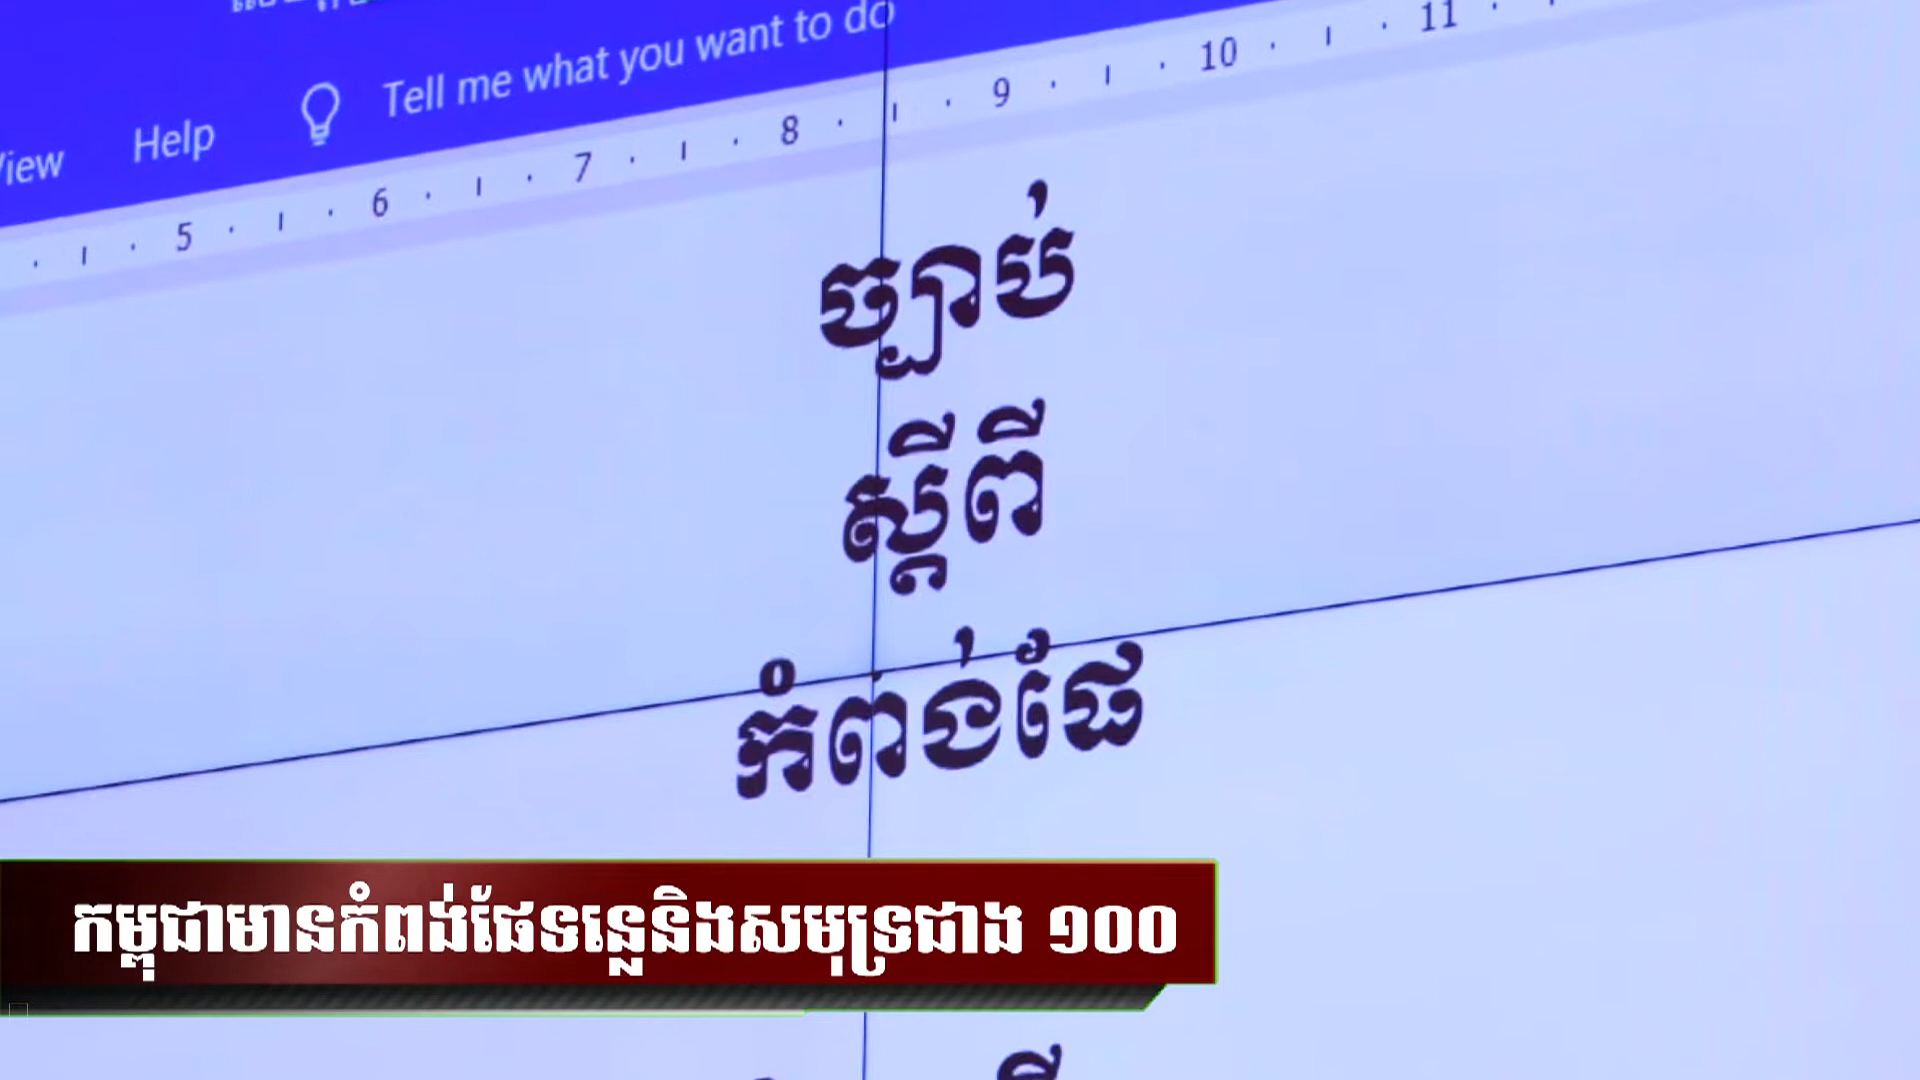 Tell me what you want to do
Help
5 6 7 8 9 10 11
ច្បាប់
ស្ដីពី
កំពង់ផែ
កម្ពុជាមានកំពង់ផែទន្លេនិងសមុទ្រជាង ១០០